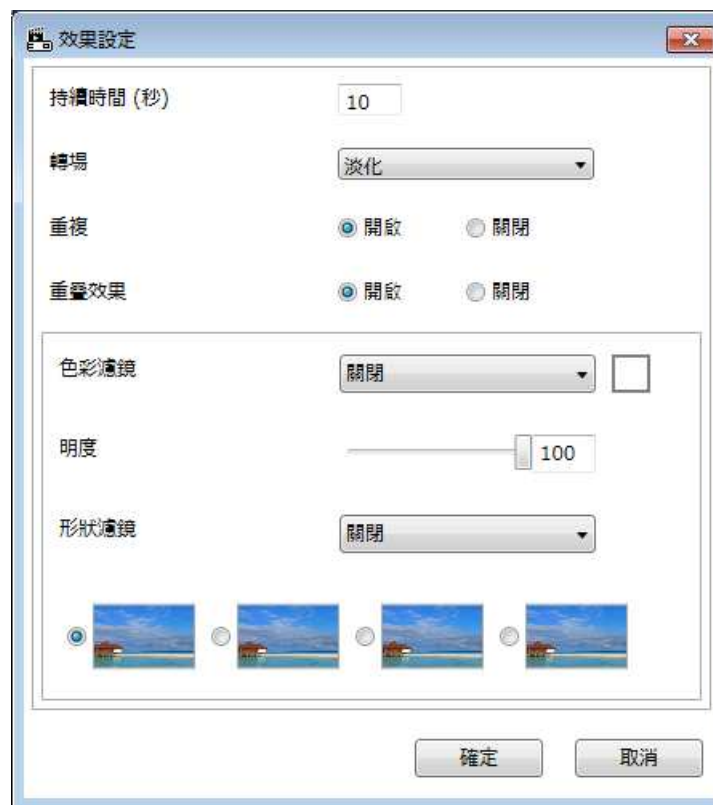 效果設定
持續時間 (秒) 10
轉場 淡化
重複 開啟 關閉
重疊效果 開啟 關閉
色彩濾鏡 關閉
明度 100
形狀濾鏡 關閉
確定 取消